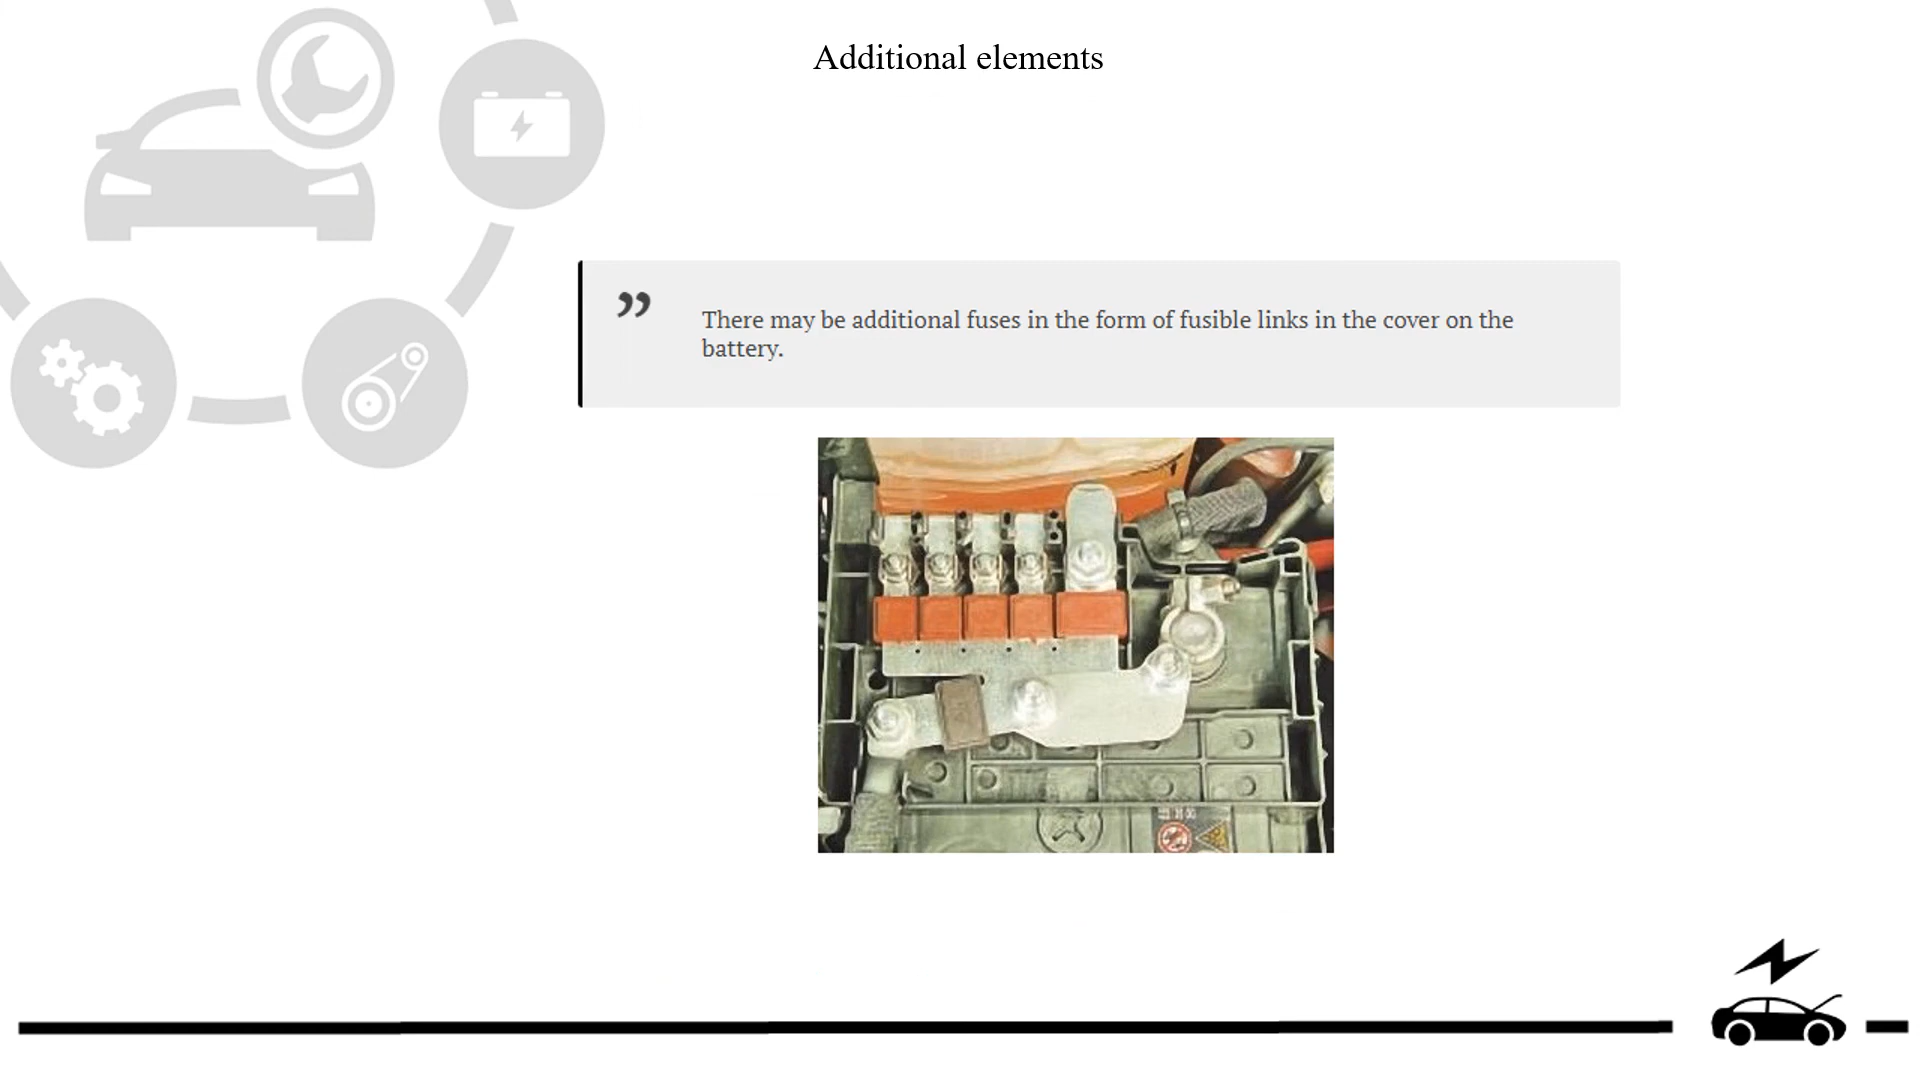 Additional elements
” There may be additional fuses in the form of fusible links in the cover on the
battery.